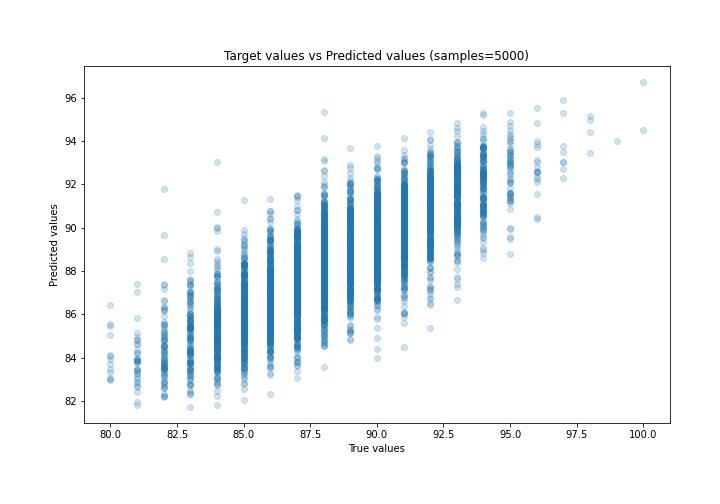 Target values vs Predicted values (samples=5000)
96
94
92
90
88
86
84
82
Predicted values
80.0 82.5 85.0 87.5 90.0 92.5 95.0 97.5 100.0
True values